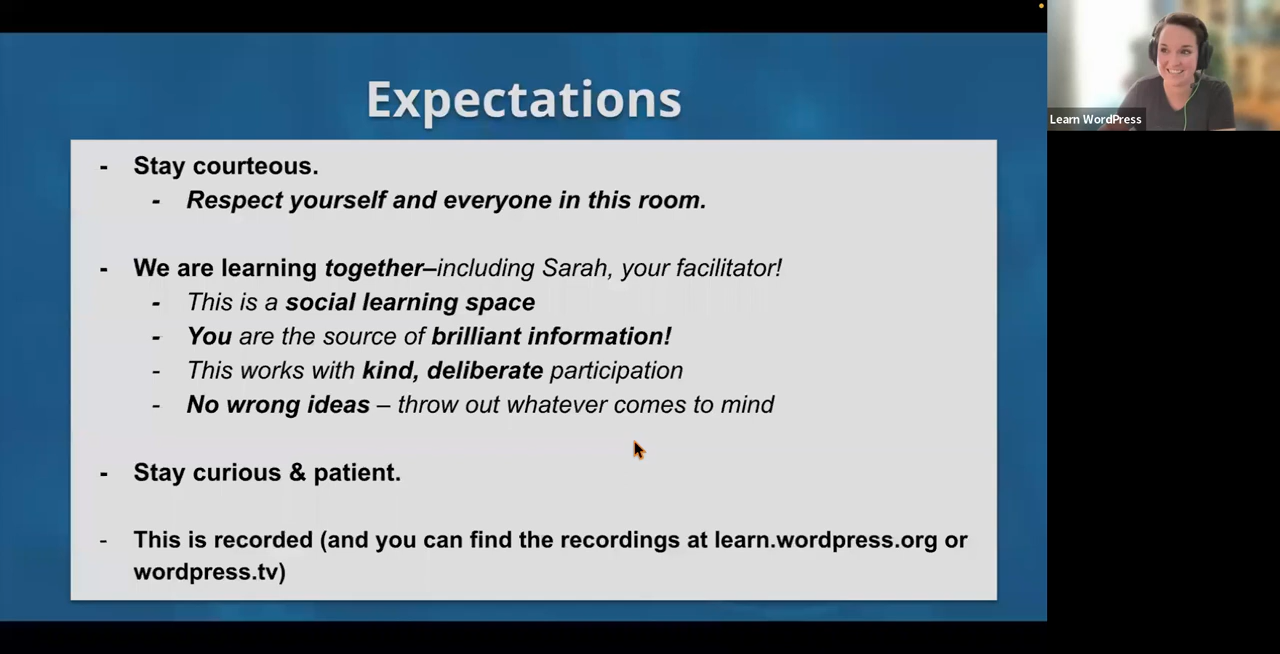 Expectations
- Stay courteous.
- Respect yourself and everyone in this room.
- We are learning together–including Sarah, your facilitator!
- This is a social learning space
- You are the source of brilliant information!
- This works with kind, deliberate participation
- No wrong ideas – throw out whatever comes to mind
- Stay curious & patient.
- This is recorded (and you can find the recordings at learn.wordpress.org or
wordpress.tv)
Learn WordPress